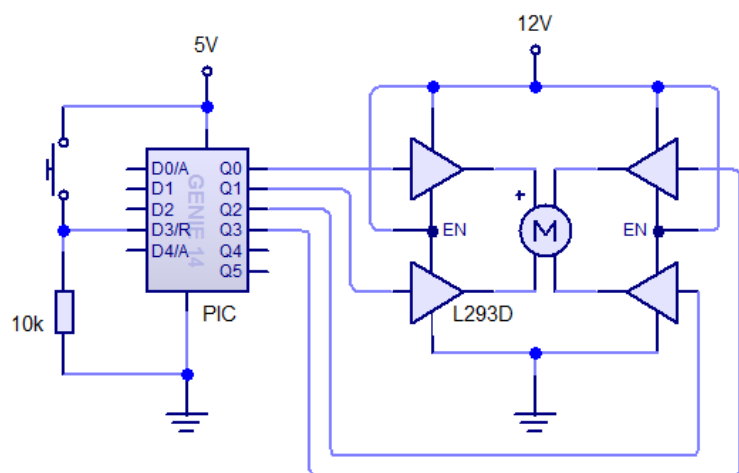 5V
12V
D0/A
D1
D2
D3/R
D4/A
GENIE 14
Q0
Q1
Q2
Q3
Q4
Q5
PIC
10k
+
M
EN
EN
L293D